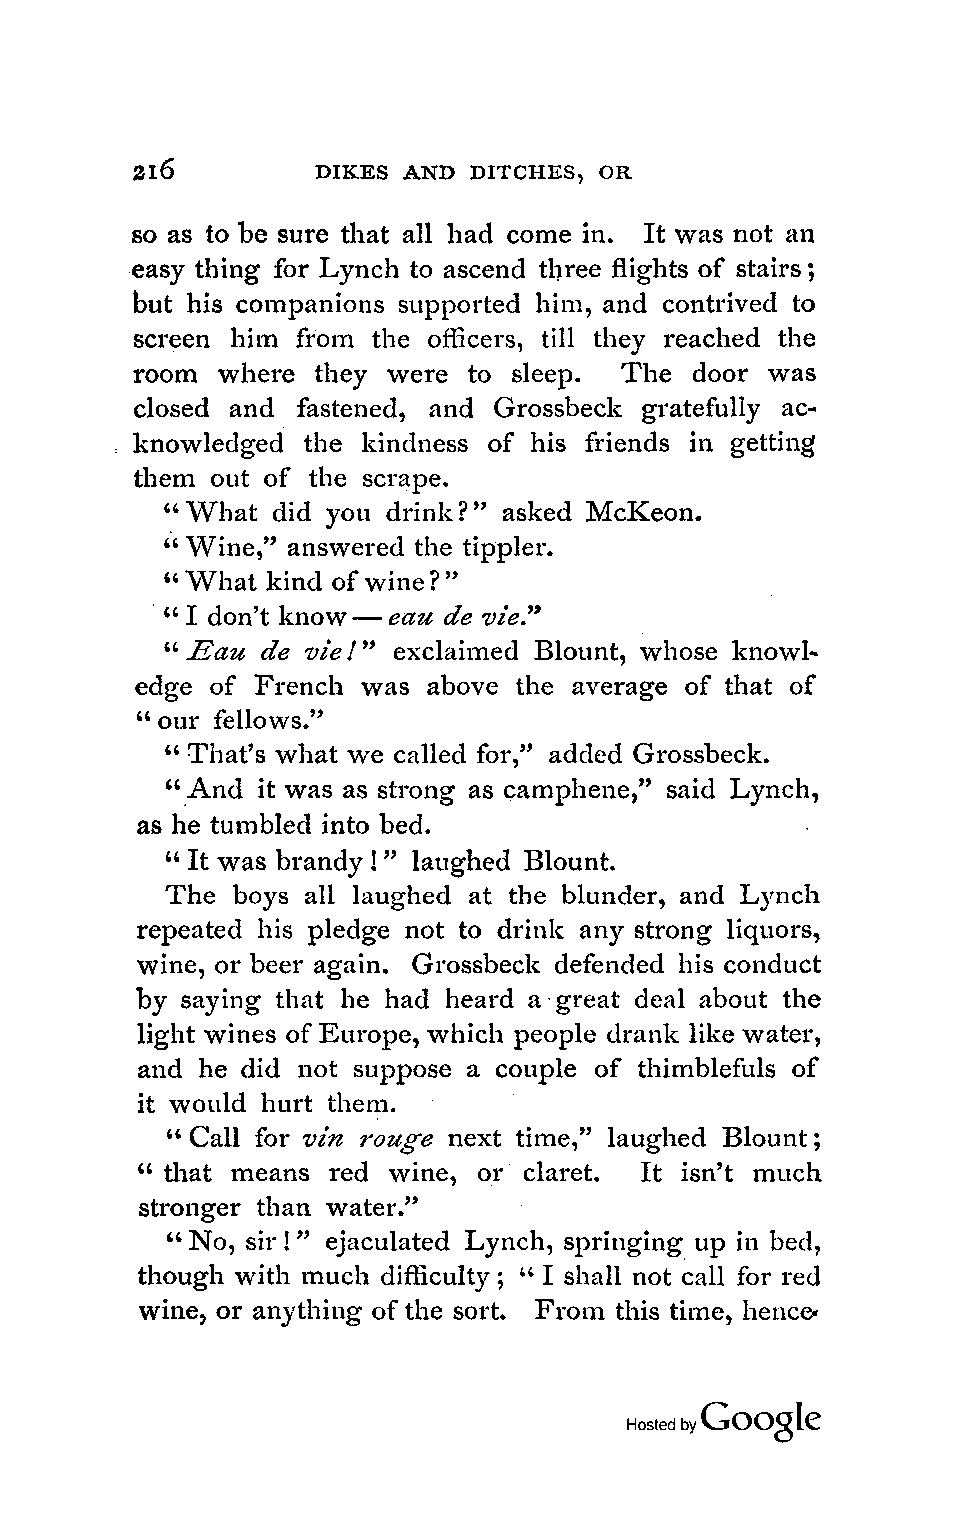 216 DIKES AND DITCHES, OR
so as to be sure that all had come in. It was not an
easy thing for Lynch to ascend three flights of stairs;
but his companions supported him, and contrived to
screen him from the officers, till they reached the
room where they were to sleep. The door was
closed and fastened, and Grossbeck gratefully ac-
knowledged the kindness of his friends in getting
them out of the scrape.
"What did you drink?" asked McKeon.
"Wine," answered the tippler.
"What kind of wine?"
"I don't know — eau de vie."
"Eau de vie!" exclaimed Blount, whose knowl-
edge of French was above the average of that of
"our fellows."
"That's what we called for," added Grossbeck.
"And it was as strong as camphene," said Lynch,
as he tumbled into bed.
"It was brandy!" laughed Blount.
The boys all laughed at the blunder, and Lynch
repeated his pledge not to drink any strong liquors,
wine, or beer again. Grossbeck defended his conduct
by saying that he had heard a great deal about the
light wines of Europe, which people drank like water,
and he did not suppose a couple of thimblefuls of
it would hurt them.
"Call for vin rouge next time," laughed Blount;
"that means red wine, or claret. It isn't much
stronger than water."
"No, sir!" ejaculated Lynch, springing up in bed,
though with much difficulty; "I shall not call for red
wine, or anything of the sort. From this time, hence-
Hosted by Google